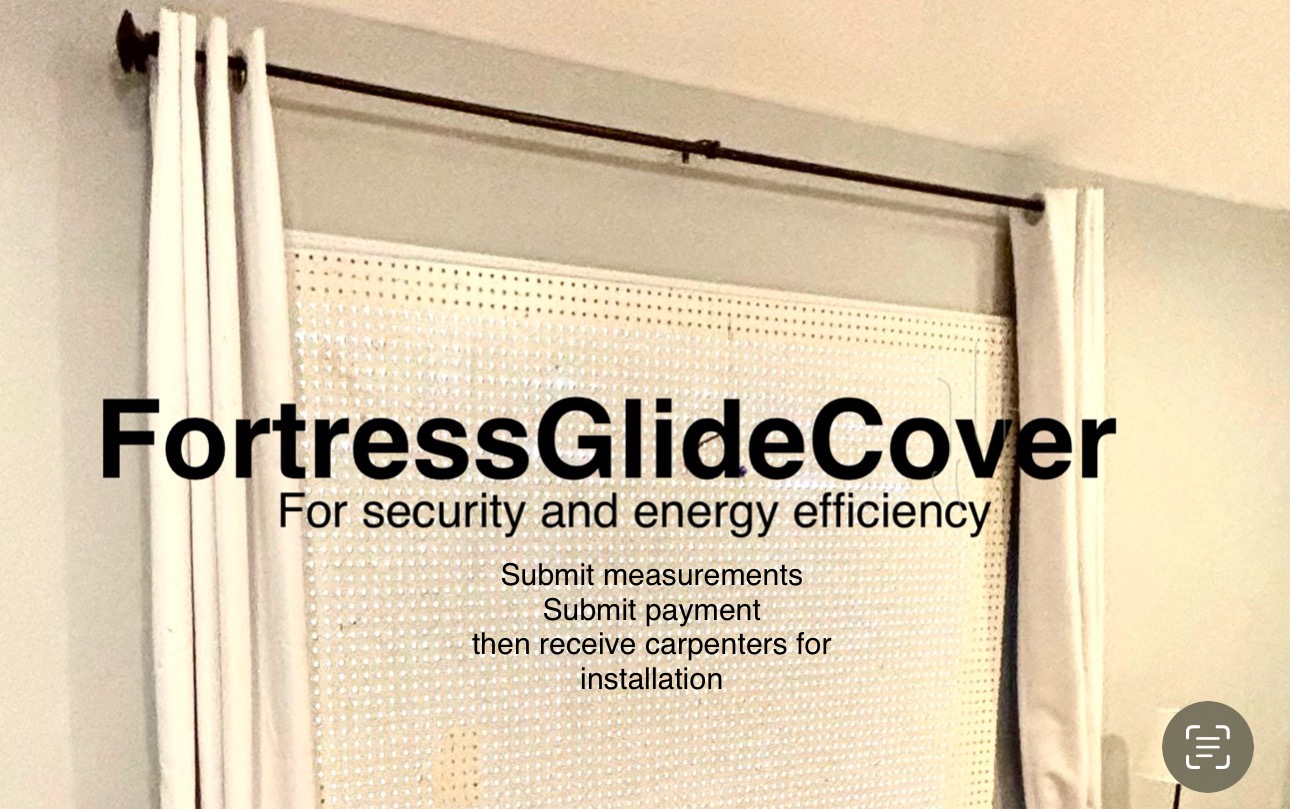 FortressGlideCover
For security and energy efficiency
Submit measurements
Submit payment
then receive carpenters for
installation